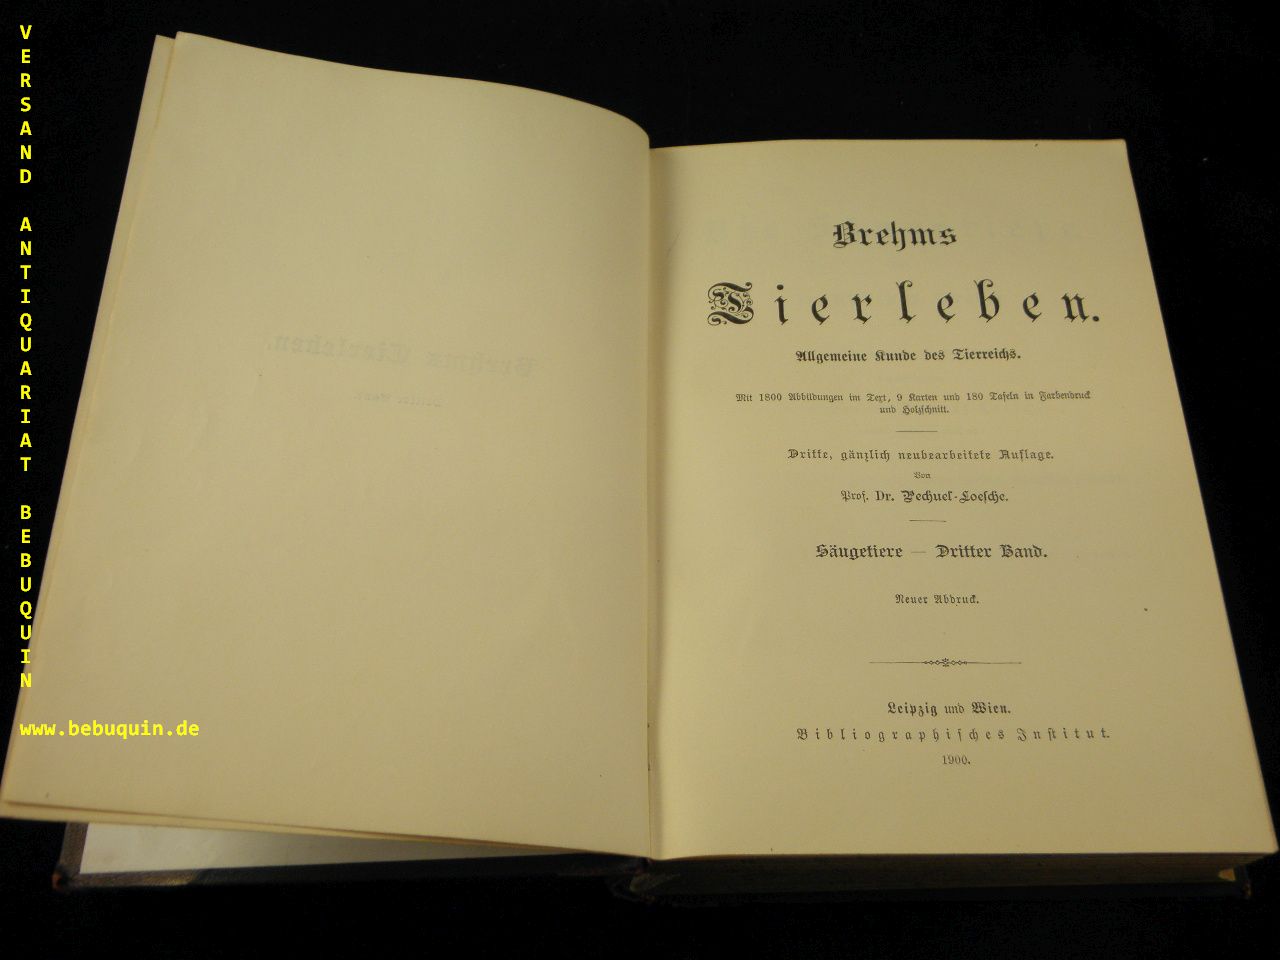 VERSAND ANTIQUARIAT BEBUQUIN
www.bebuquin.de
Brehms
Tierleben.
Allgemeine Kunde des Tierreichs.
Mit 1800 Abbildungen im Text, 9 Karten und 180 Tafeln in Farbendruck
und Holzschnitt.
Dritte, gänzlich neubearbeitete Auflage.
Von
Prof. Dr. Pechuel-Loesche.
Säugetiere — Dritter Band.
Neuer Abdruck.
Leipzig und Wien.
Bibliographisches Institut.
1900.